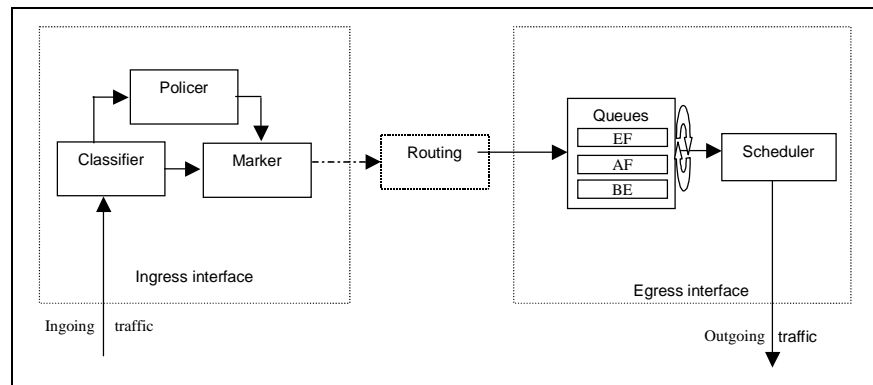 Policer
Classifier
Marker
Ingress interface
Ingoing traffic
Routing
Queues
EF
AF
BE
Scheduler
Egress interface
Outgoing traffic